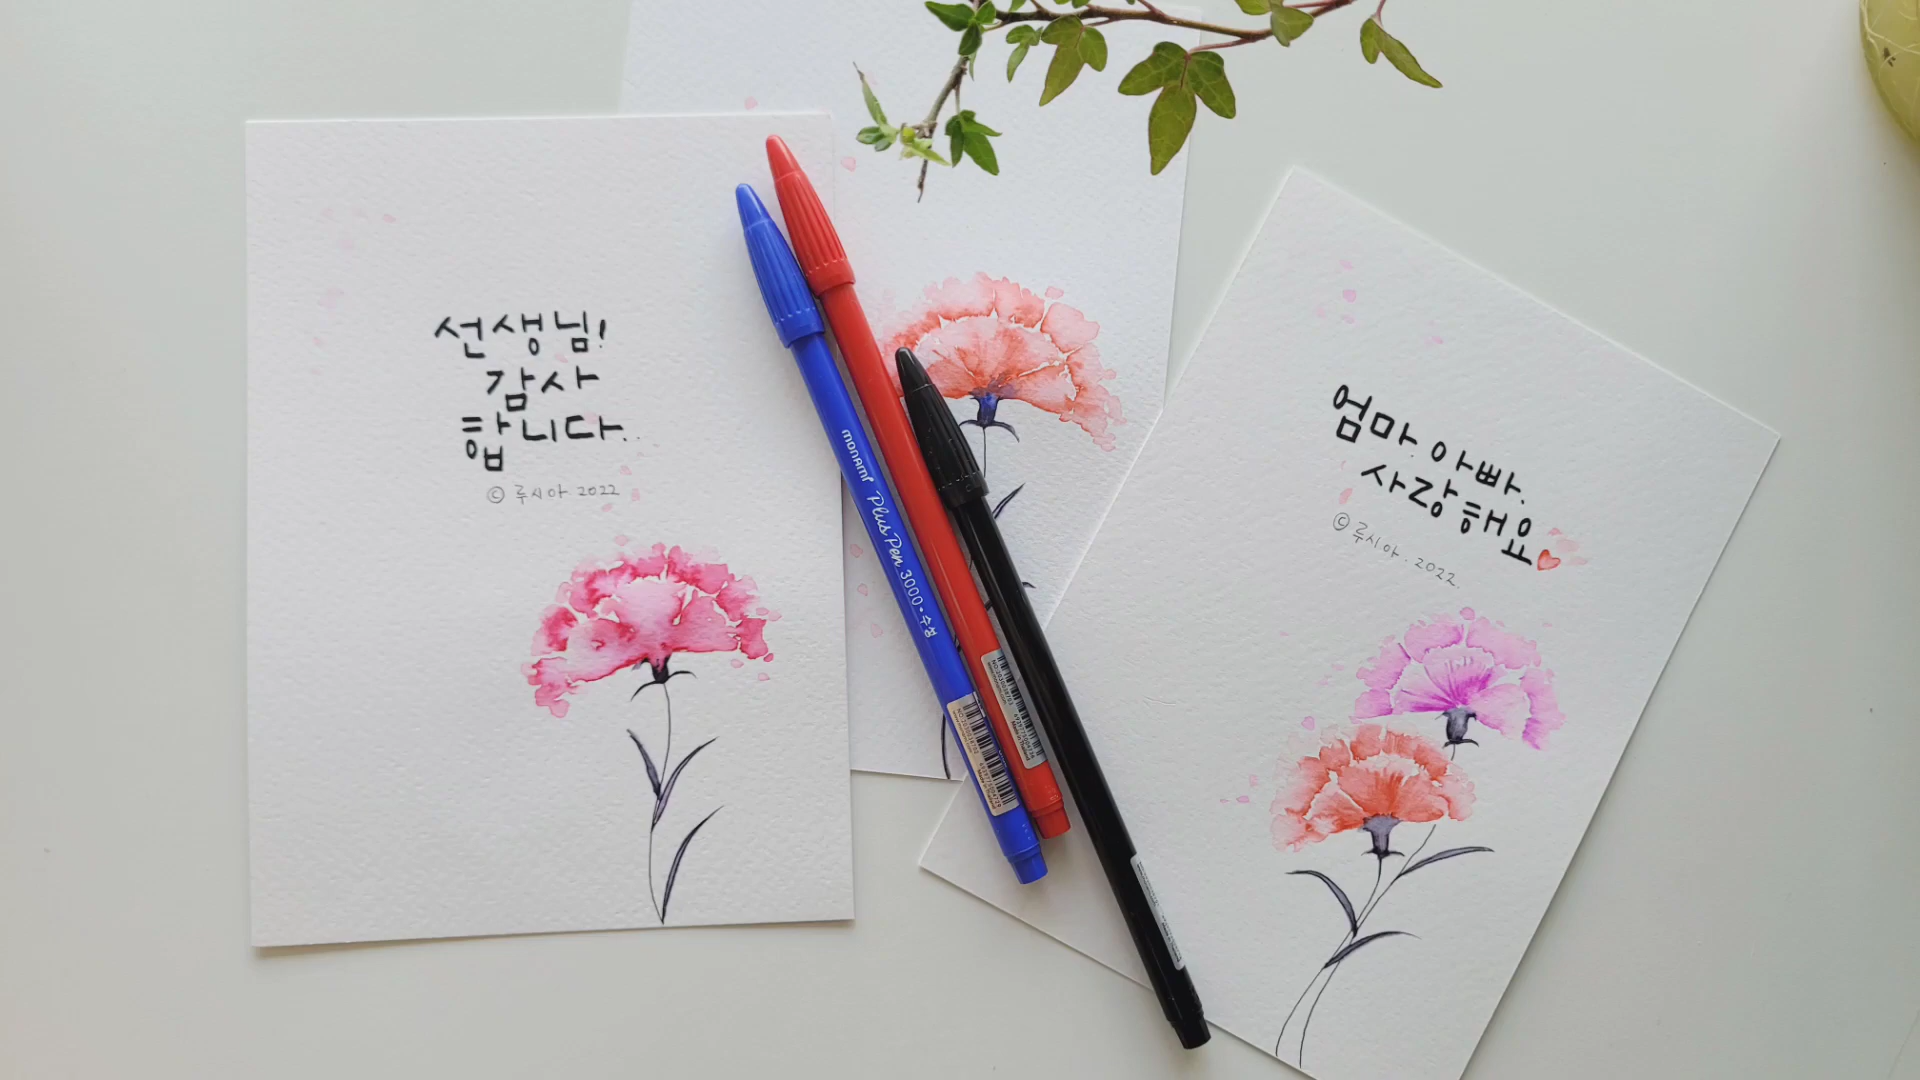 선생님!
감사
합니다.
© 루시아 2022
monami Plus Pen 3000 • 수성
엄마 아빠.
사랑해요
© 루시아. 2022.